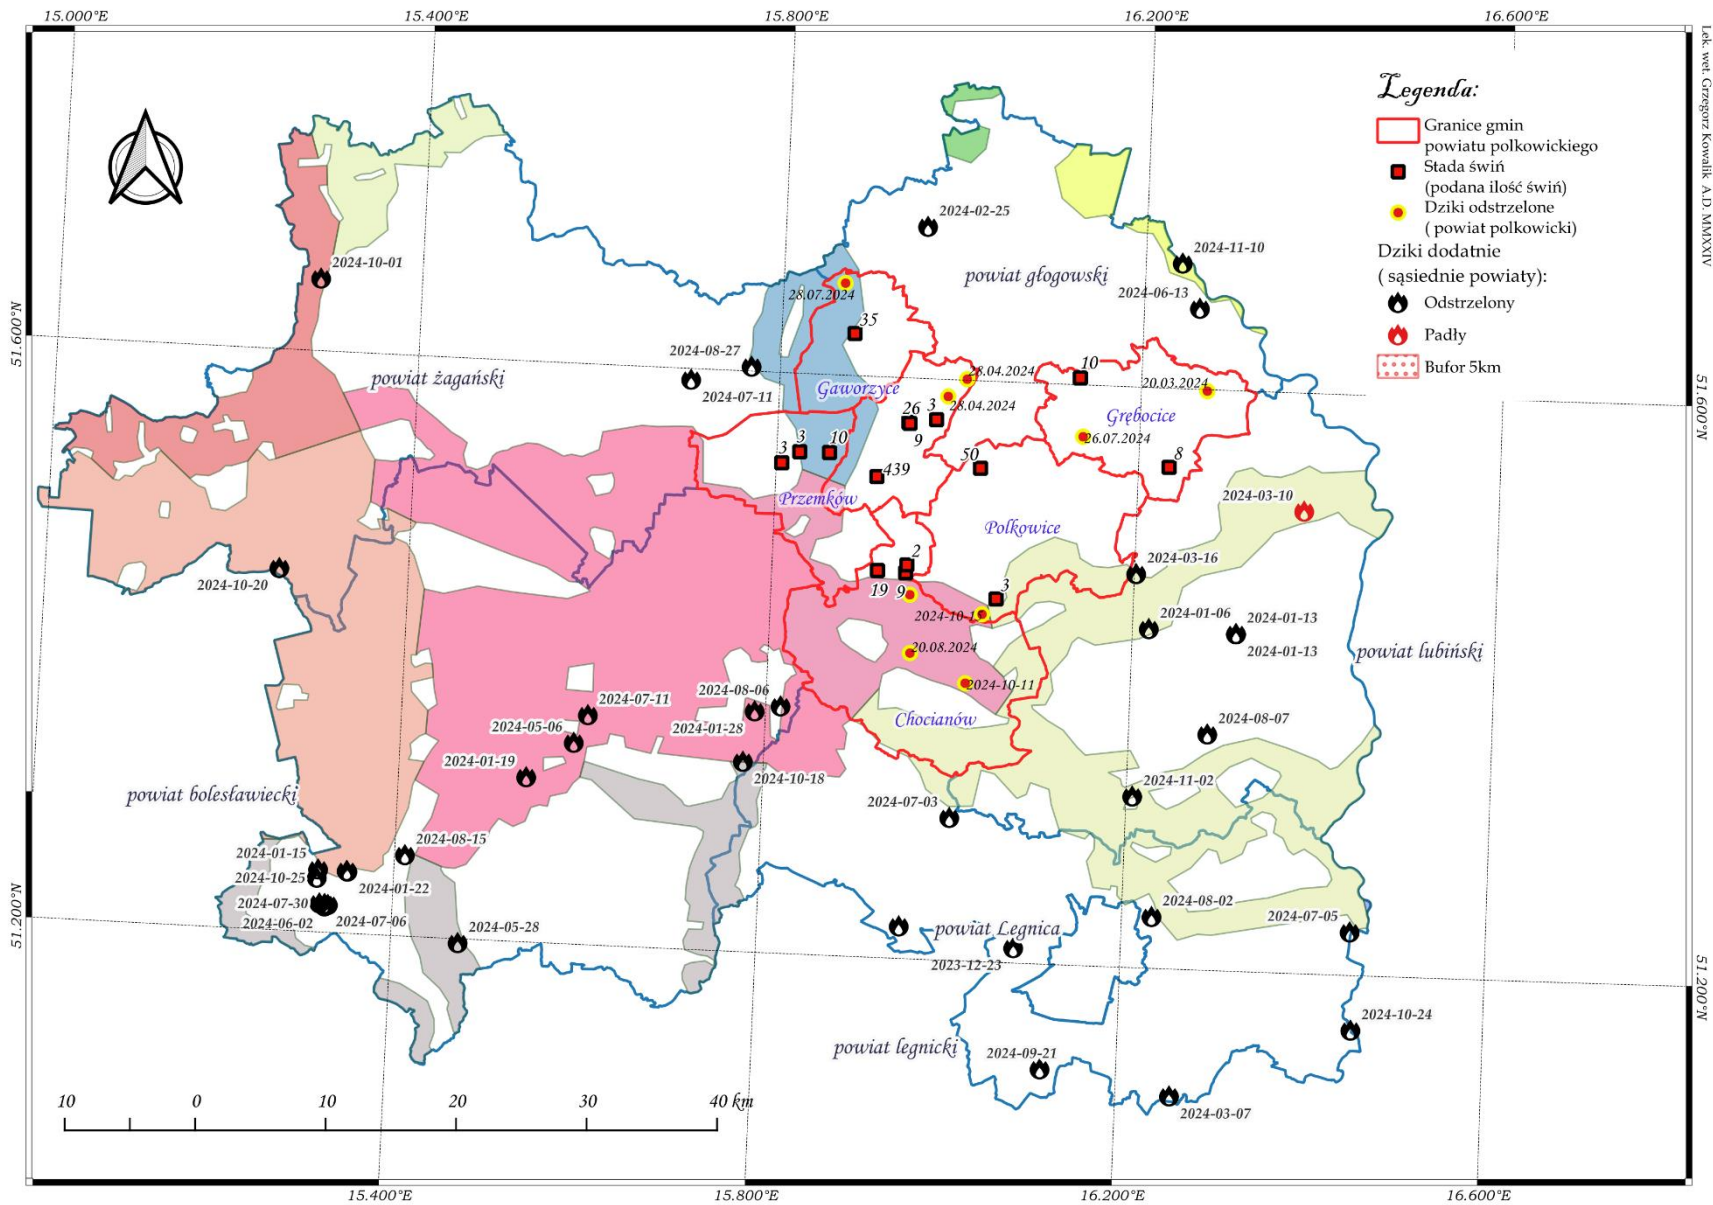 15.000°E
15.400°E
15.800°E
16.200°E
16.600°E
Lek. wet. Grzegorz Kowalik A.D. MMXXIV
Legenda:
Granice gmin
powiatu polkowickiego
Stada świń
(podana ilość świń)
Dziki odstrzelone
( powiat polkowicki)
Dziki dodatnie
( sąsiednie powiaty):
Odstrzelony
Padły
Bufor 5km
2024-02-25
2024-11-10
2024-10-01
powiat głogowski
28.07.2024
2024-06-13
35
51.600°N
2024-08-27
powiat żagański
2024-07-11
Gaworzyce
28.04.2024
28.04.2024
10
20.03.2024
51.600°N
26
3
9
Grębocice
26.07.2024
3
3
10
439
50
8
Przemków
2024-03-10
Polkowice
2024-03-16
2024-10-20
2
19
9
3
2024-10-1
2024-01-06
2024-01-13
2024-01-13
20.08.2024
powiat lubiński
2024-10-11
2024-07-11
2024-08-06
2024-05-06
2024-01-28
Chocianów
2024-08-07
2024-01-19
2024-10-18
2024-11-02
powiat bolesławiecki
2024-07-03
2024-08-15
2024-01-15
2024-10-25
2024-01-22
2024-07-30
2024-06-02
2024-07-06
51.200°N
2024-05-28
2024-08-02
2024-07-05
powiat Legnica
2023-12-23
51.200°N
2024-10-24
powiat legnicki
2024-09-21
2024-03-07
10
0
10
20
30
40 km
15.400°E
15.800°E
16.200°E
16.600°E